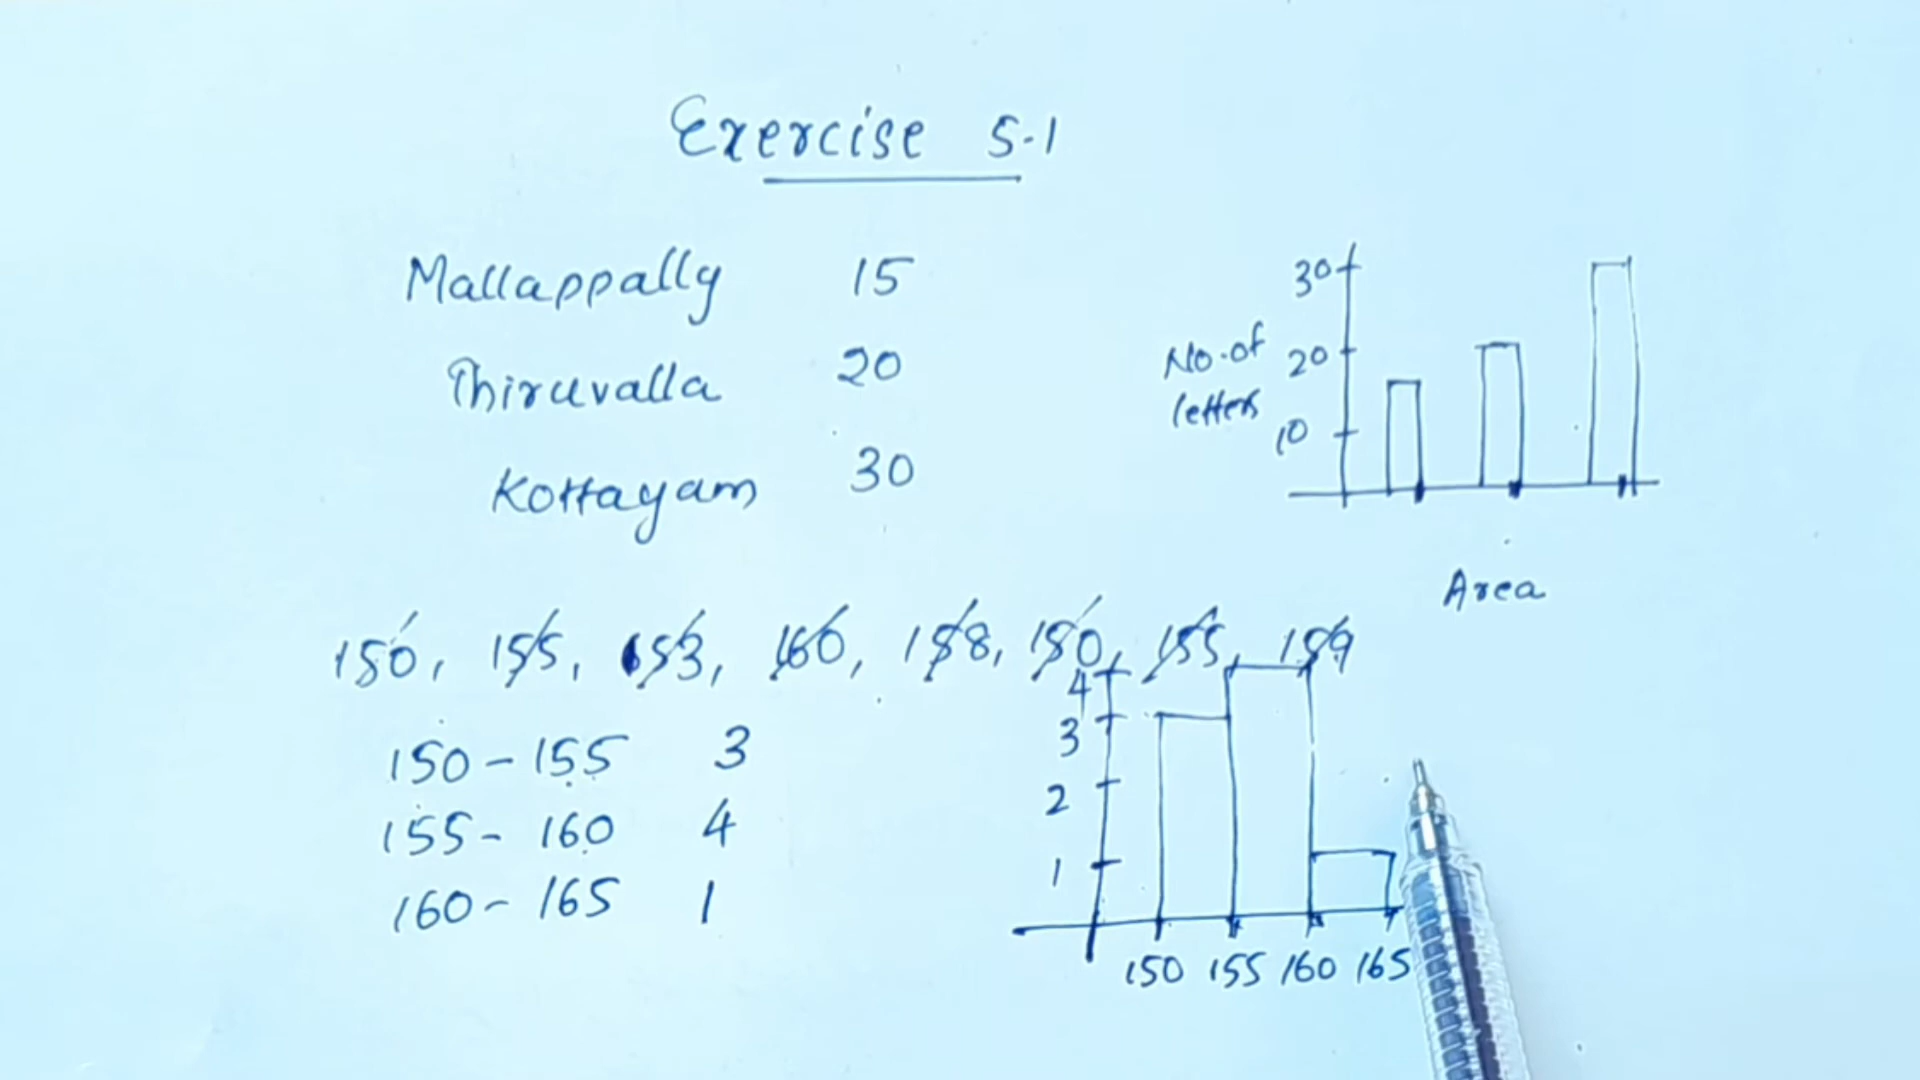 Exercise 5.1
Mallappally 15
Thiruvalla 20
Kottayam 30
30
20
10
No. of
letters
Area
150, 155, 153, 160, 158, 150, 155, 159
150 - 155 3
155 - 160 4
160 - 165 1
4
3
2
1
150 155 160 165